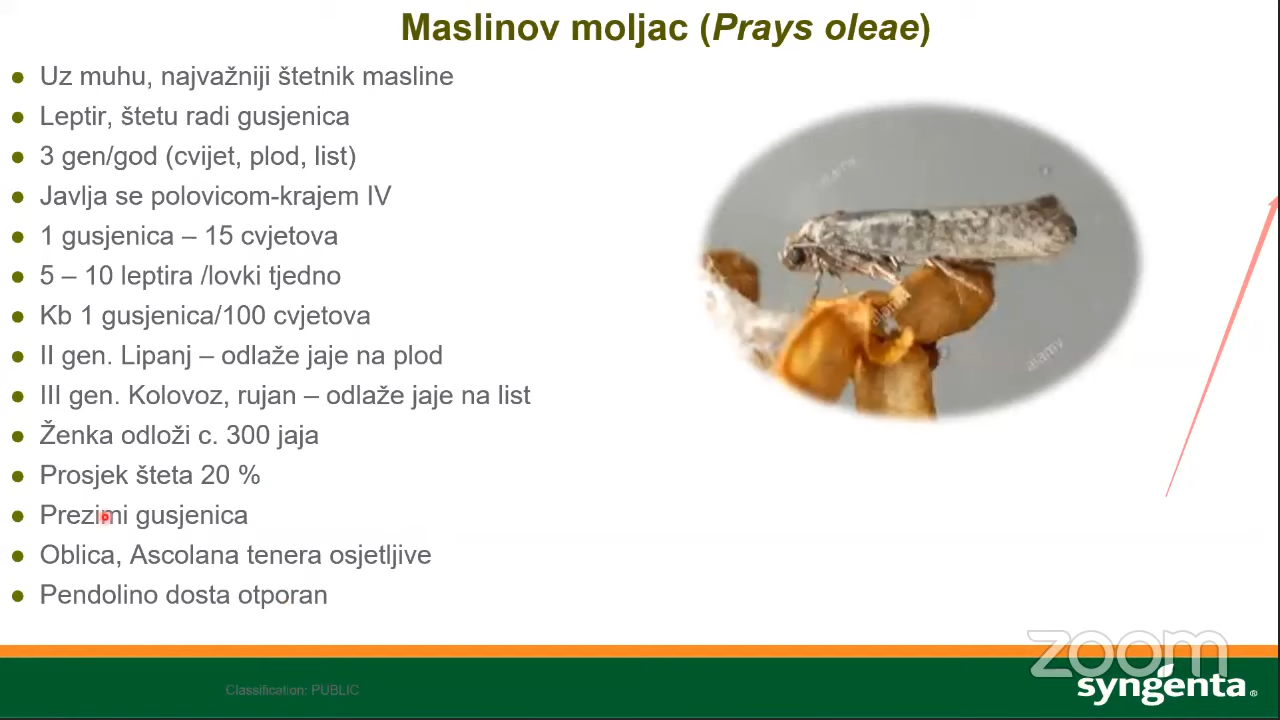 Maslinov moljac (Prays oleae)
Uz muhu, najvažniji štetnik masline
Leptir, štetu radi gusjenica
3 gen/god (cvijet, plod, list)
Javlja se polovicom-krajem IV
1 gusjenica – 15 cvjetova
5 – 10 leptira /lovki tjedno
Kb 1 gusjenica/100 cvjetova
II gen. Lipanj – odlaže jaje na plod
III gen. Kolovoz, rujan – odlaže jaje na list
Ženka odloži c. 300 jaja
Prosjek šteta 20 %
Prezimi gusjenica
Oblica, Ascolana tenera osjetljive
Pendolino dosta otporan
alamy
alamy
alamy
zoom
Classification: PUBLIC
syngenta®